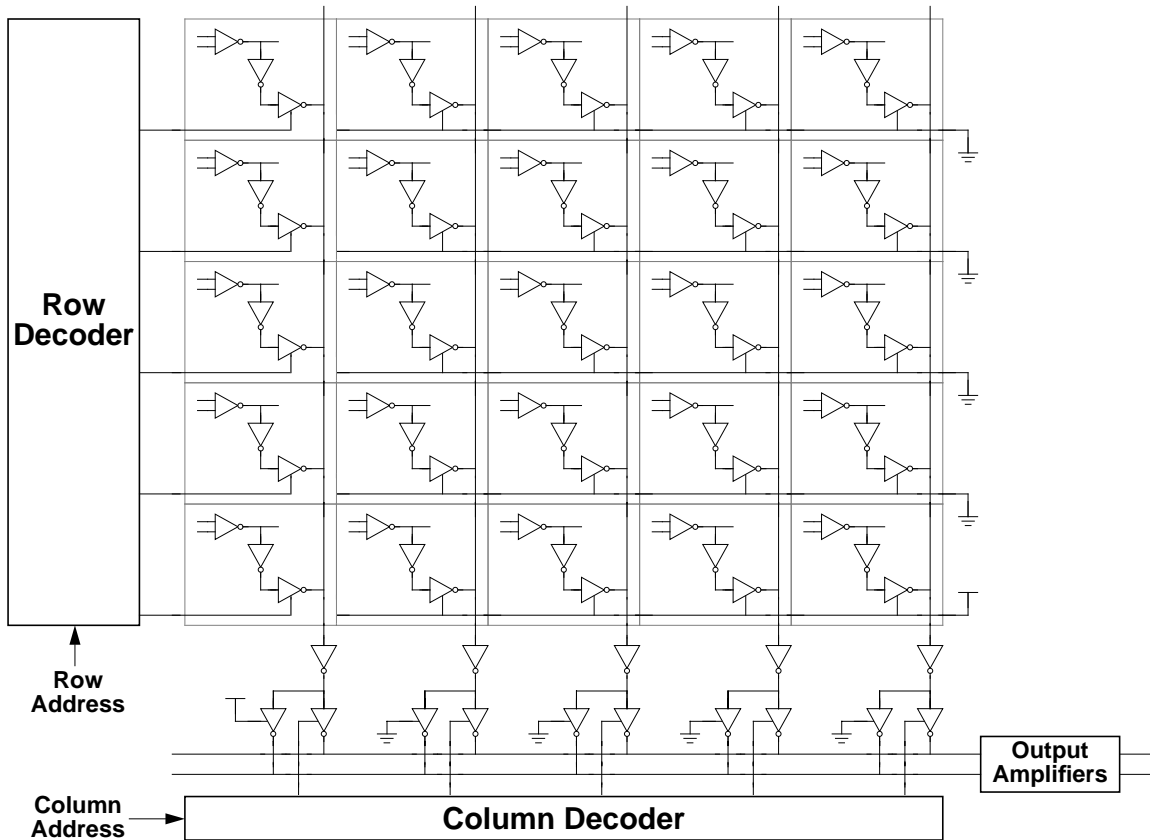 Row
Decoder
Row
Address
Output
Amplifiers
Column
Address
Column Decoder